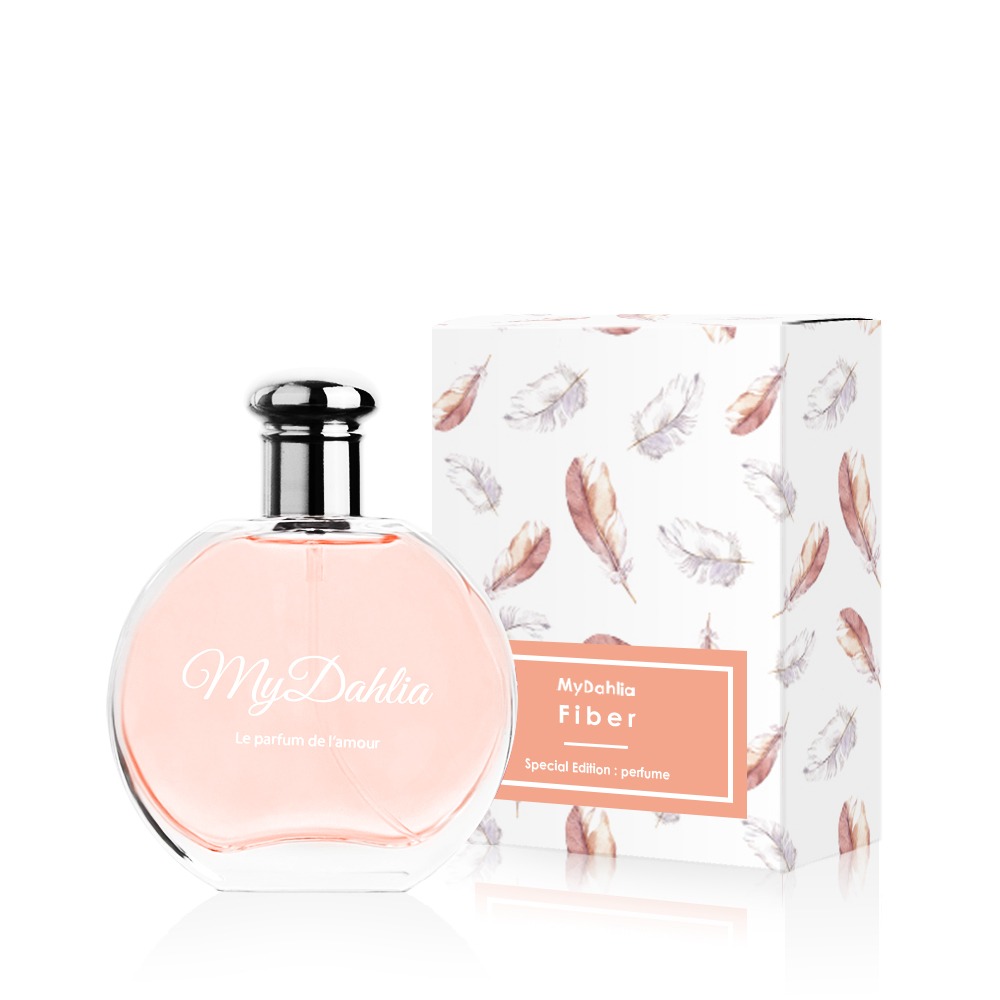 MyDahlia
Le parfum de l'amour
MyDahlia
Fiber
Special Edition : perfume